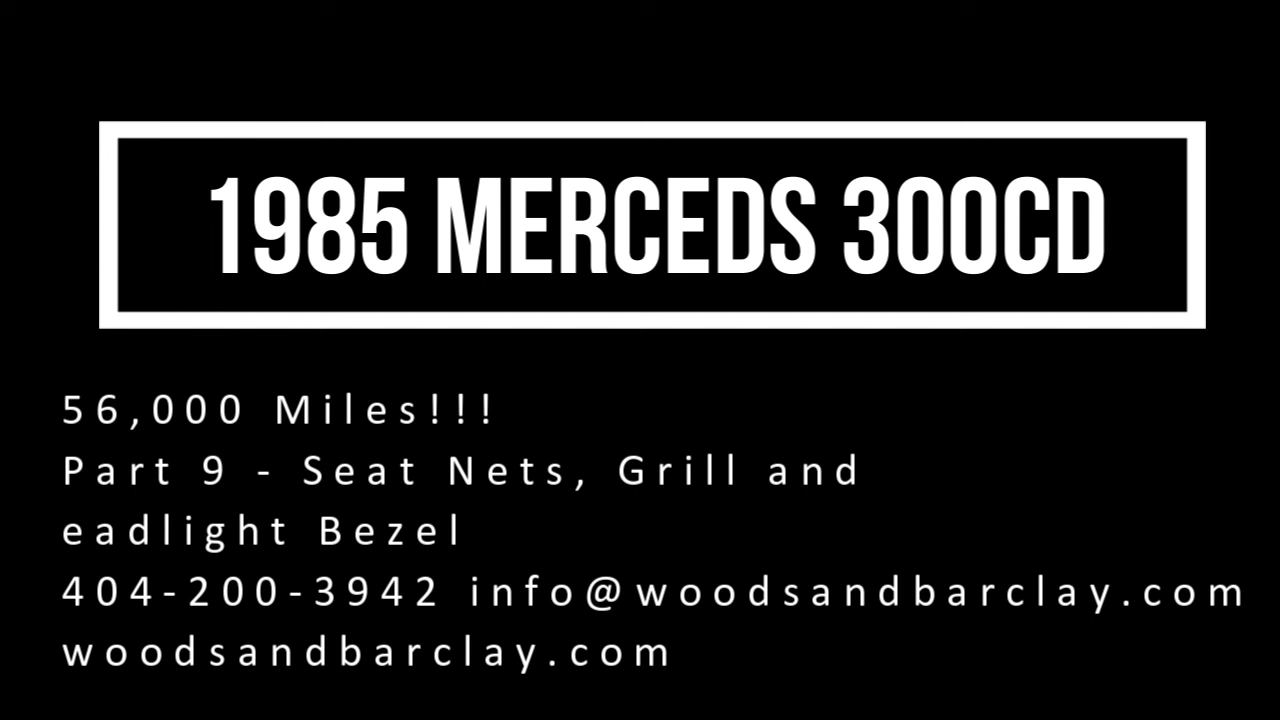 1985 MERCEDS 300CD
56,000 Miles!!!
Part 9 - Seat Nets, Grill and
eadlight Bezel
404-200-3942 info@woodsandbarclay.com
woodsandbarclay.com